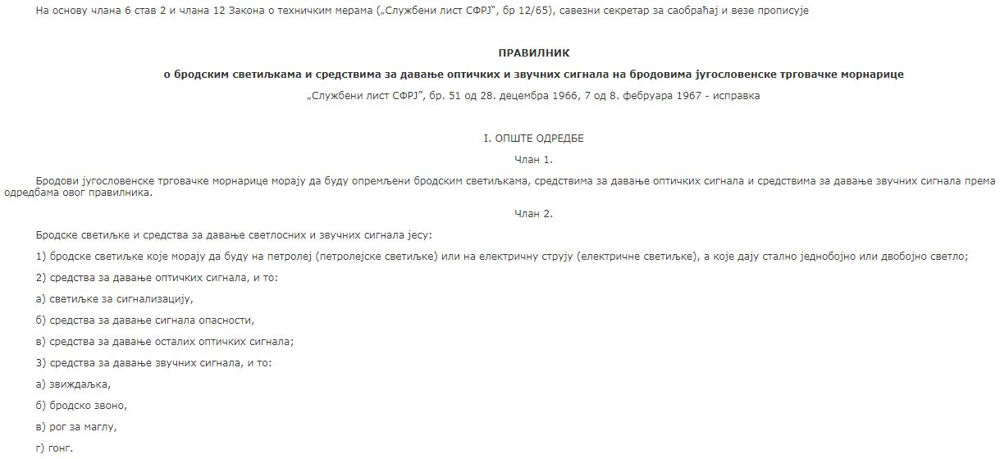 На основу члана 6 став 2 и члана 12 Закона о техничким мерама („Службени лист СФРЈ“, бр 12/65), савезни секретар за саобраћај и везе прописује
ПРАВИЛНИК
о бродским светиљкама и средствима за давање оптичких и звучних сигнала на бродовима југословенске трговачке морнарице
„Службени лист СФРЈ”, бр. 51 од 28. децембра 1966, 7 од 8. фебруара 1967 - исправка
I. ОПШТЕ ОДРЕДБЕ
Члан 1.
Бродови југословенске трговачке морнарице морају да буду опремљени бродским светиљкама, средствима за давање оптичких сигнала и средствима за давање звучних сигнала према
одредбама овог правилника.
Члан 2.
Бродске светиљке и средства за давање светлосних и звучних сигнала јесу:
1) бродске светиљке које морају да буду на петролеј (петролејске светиљке) или на електричну струју (електричне светиљке), а које дају стално једнобојно или двобојно светло;
2) средства за давање оптичких сигнала, и то:
а) светиљке за сигнализацију,
б) средства за давање сигнала опасности,
в) средства за давање осталих оптичких сигнала;
3) средства за давање звучних сигнала, и то:
а) звиждаљка,
б) бродско звоно,
в) рог за маглу,
г) гонг.